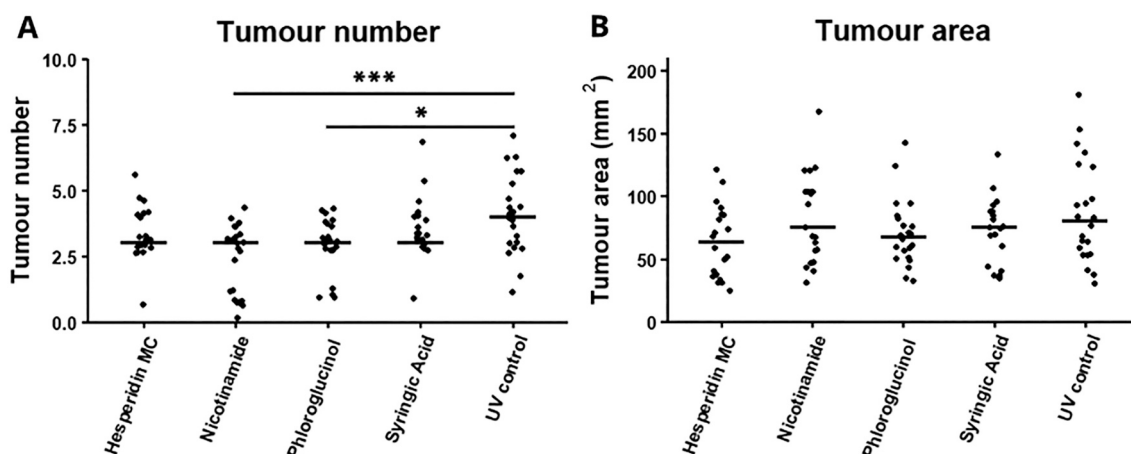 A
Tumour number
Tumour number
10.0
7.5
5.0
2.5
0.0
***
*
Hesperidin MC
Nicotinamide
Phloroglucinol
Syringic Acid
UV control
B
Tumour area
Tumour area (mm²)
200
150
100
50
0
Hesperidin MC
Nicotinamide
Phloroglucinol
Syringic Acid
UV control